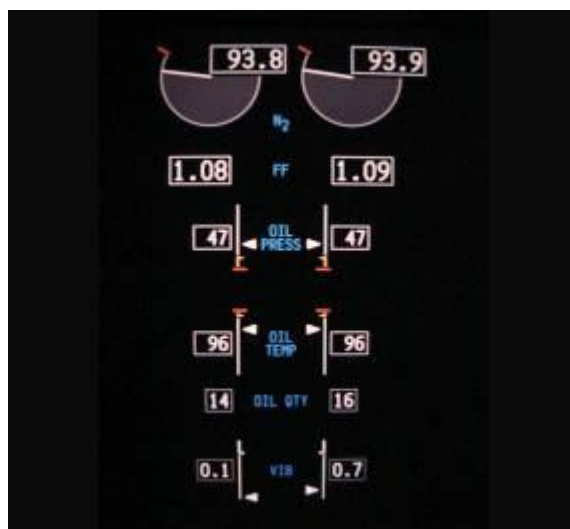 93.8 93.9
N2
1.08 FF 1.09
OIL
47 PRESS 47
OIL
96 TEMP 96
14 OIL QTY 16
0.1 VIB 0.7